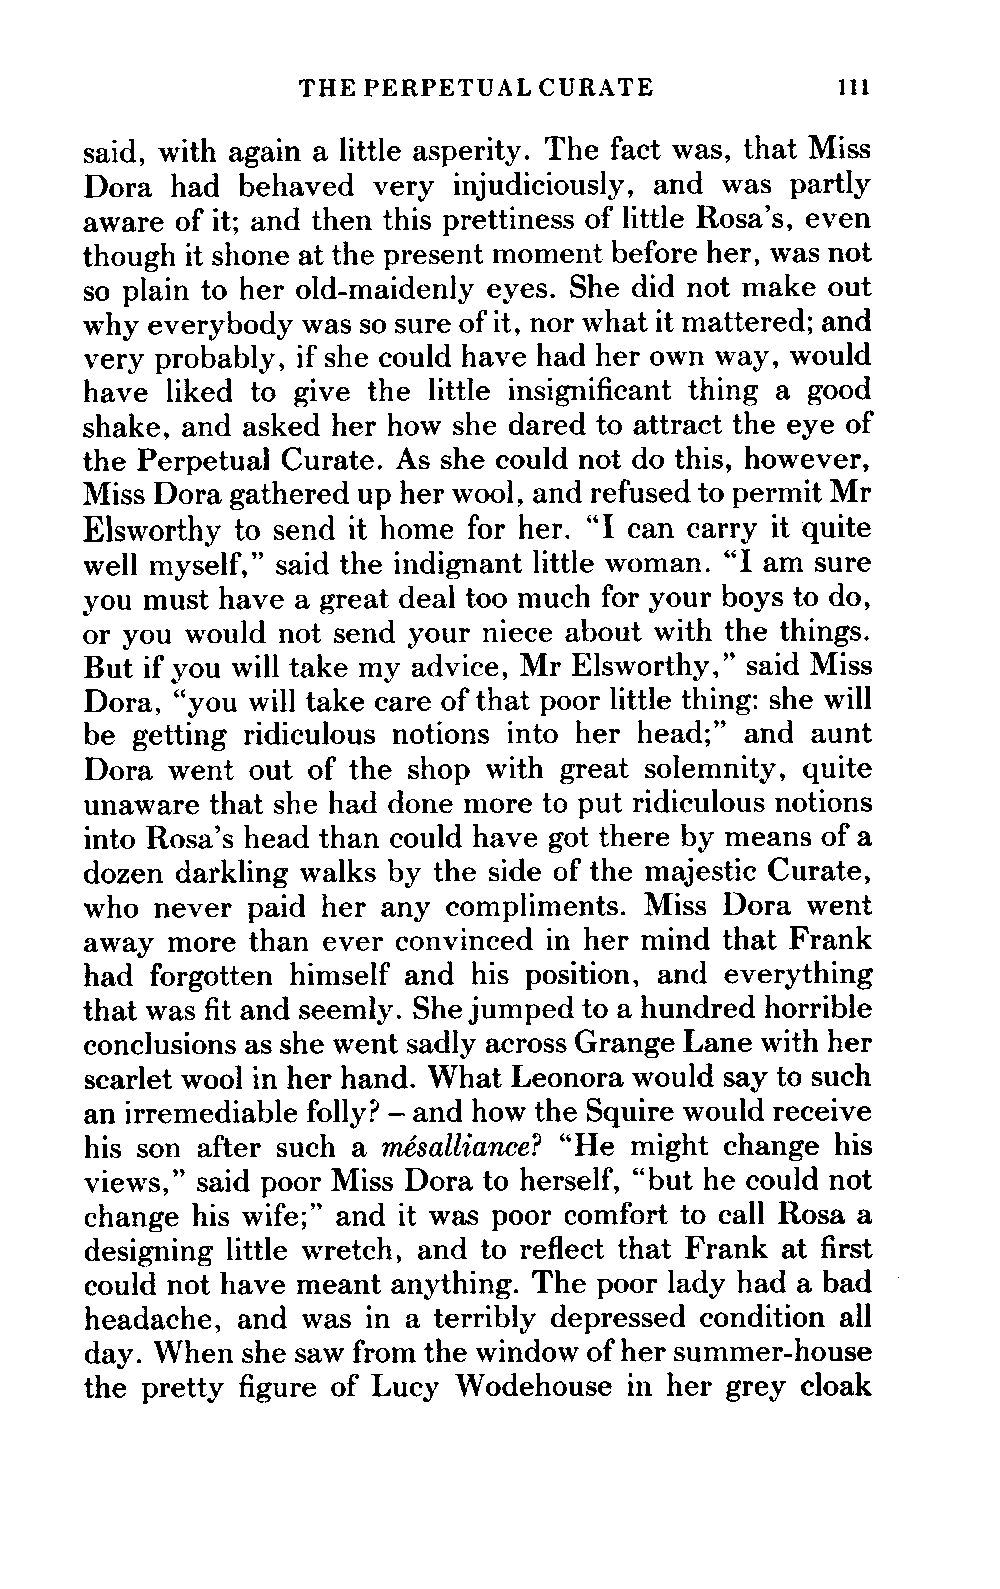 THE PERPETUAL CURATE 111
said, with again a little asperity. The fact was, that Miss
Dora had behaved very injudiciously, and was partly
aware of it; and then this prettiness of little Rosa’s, even
though it shone at the present moment before her, was not
so plain to her old-maidenly eyes. She did not make out
why everybody was so sure of it, nor what it mattered; and
very probably, if she could have had her own way, would
have liked to give the little insignificant thing a good
shake, and asked her how she dared to attract the eye of
the Perpetual Curate. As she could not do this, however,
Miss Dora gathered up her wool, and refused to permit Mr
Elsworthy to send it home for her. “I can carry it quite
well myself,” said the indignant little woman. “I am sure
you must have a great deal too much for your boys to do,
or you would not send your niece about with the things.
But if you will take my advice, Mr Elsworthy,” said Miss
Dora, “you will take care of that poor little thing: she will
be getting ridiculous notions into her head;” and aunt
Dora went out of the shop with great solemnity, quite
unaware that she had done more to put ridiculous notions
into Rosa’s head than could have got there by means of a
dozen darkling walks by the side of the majestic Curate,
who never paid her any compliments. Miss Dora went
away more than ever convinced in her mind that Frank
had forgotten himself and his position, and everything
that was fit and seemly. She jumped to a hundred horrible
conclusions as she went sadly across Grange Lane with her
scarlet wool in her hand. What Leonora would say to such
an irremediable folly? – and how the Squire would receive
his son after such a mésalliance? “He might change his
views,” said poor Miss Dora to herself, “but he could not
change his wife;” and it was poor comfort to call Rosa a
designing little wretch, and to reflect that Frank at first
could not have meant anything. The poor lady had a bad
headache, and was in a terribly depressed condition all
day. When she saw from the window of her summer-house
the pretty figure of Lucy Wodehouse in her grey cloak